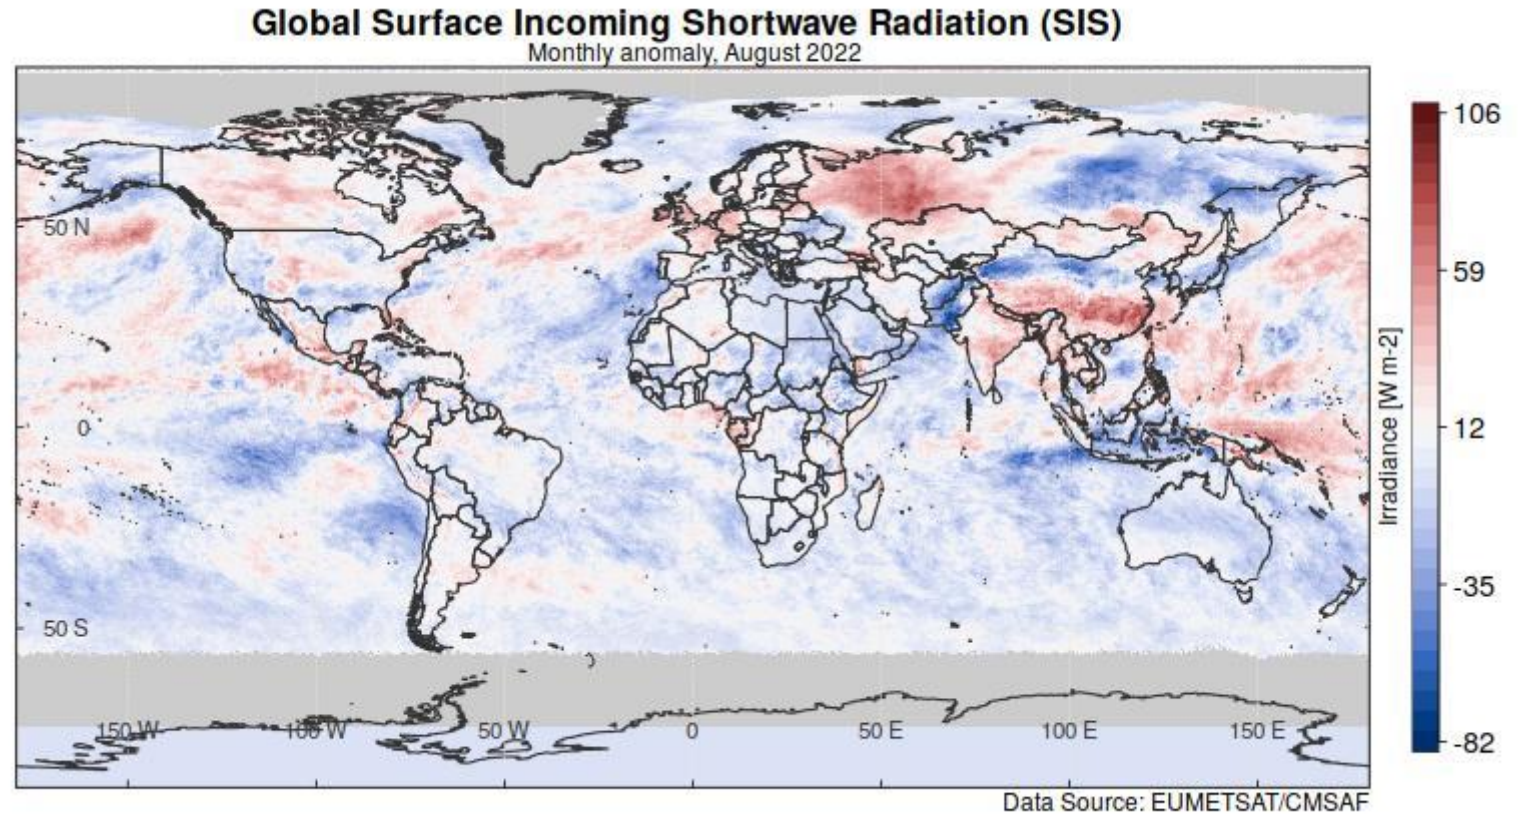 Global Surface Incoming Shortwave Radiation (SIS)
Monthly anomaly, August 2022
50 N
0
50 S
150 W
100 W
50 W
0
50 E
100 E
150 E
106
59
12
-35
-82
Irradiance [W m-2]
Data Source: EUMETSAT/CMSAF